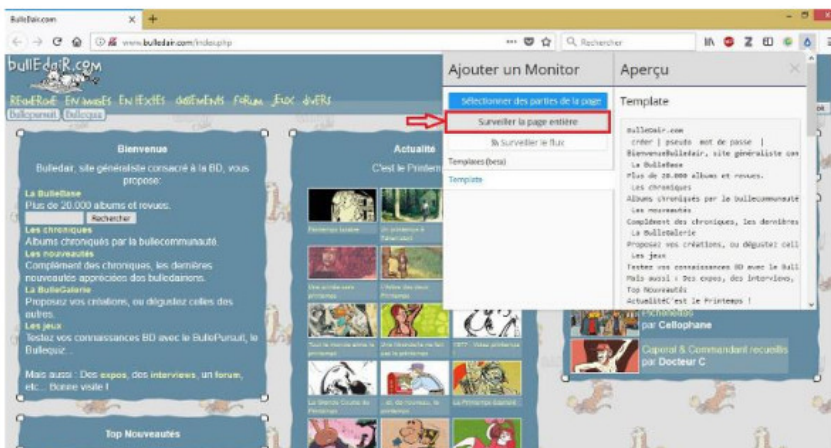 BulleDair.com
www.bulledair.com/index.php
Rechercher
bullEdaiR.cOm
Bullepursuit Bullequiz
Bienvenue
Bulledair, site généraliste consacré à la BD, vous
propose:
La BulleBase
Plus de 20.000 albums et revues.
Rechercher
Les chroniques
Albums chroniqués par la bullecommunauté.
Les nouveautés
Complément des chroniques, les dernières
nouveautés appréciées des bulledairiens.
La BulleGalerie
Proposez vos créations, ou dégustez celles des
autres.
Les jeux
Testez vos connaissances BD avec le BullePursuit, le
Bullequiz...
Mais aussi : Des expos, des interviews, un forum,
etc... Bonne visite !
Top Nouveautés
Actualité
C'est le Printemps
Ajouter un Monitor
Sélectionner des parties de la page
Surveiller la page entière
Surveiller le flux
Templates (beta)
Template
Aperçu
Template
BulleDair.com
créer | pseudo mot de passe |
BienvenueBulledair, site généraliste con
La BulleBase
Plus de 20.000 albums et revues.
Les chroniques
Albums chroniqués par la bullecommunauté
Les nouveautés
Complément des chroniques, les dernières
La BulleGalerie
Proposez vos créations, ou dégustez cell
Les jeux
Testez vos connaissances BD avec le Bull
Mais aussi : Des expos, des interviews,
Top Nouveautés
ActualitéC'est le Printemps !
par Cellophane
Caporal & Commandant recueillis
par Docteur C